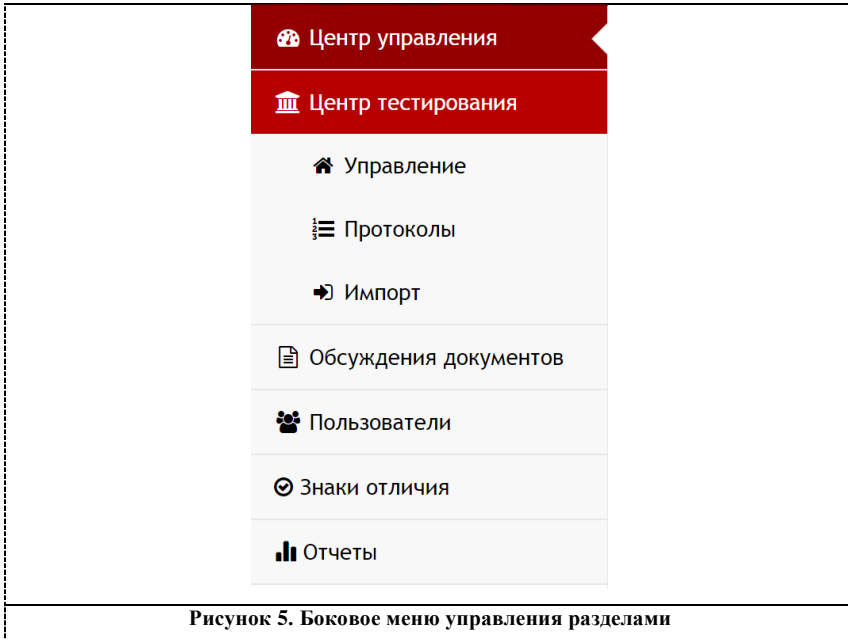 Центр управления
Центр тестирования
Управление
Протоколы
Импорт
Обсуждения документов
Пользователи
Знаки отличия
Отчеты
Рисунок 5. Боковое меню управления разделами